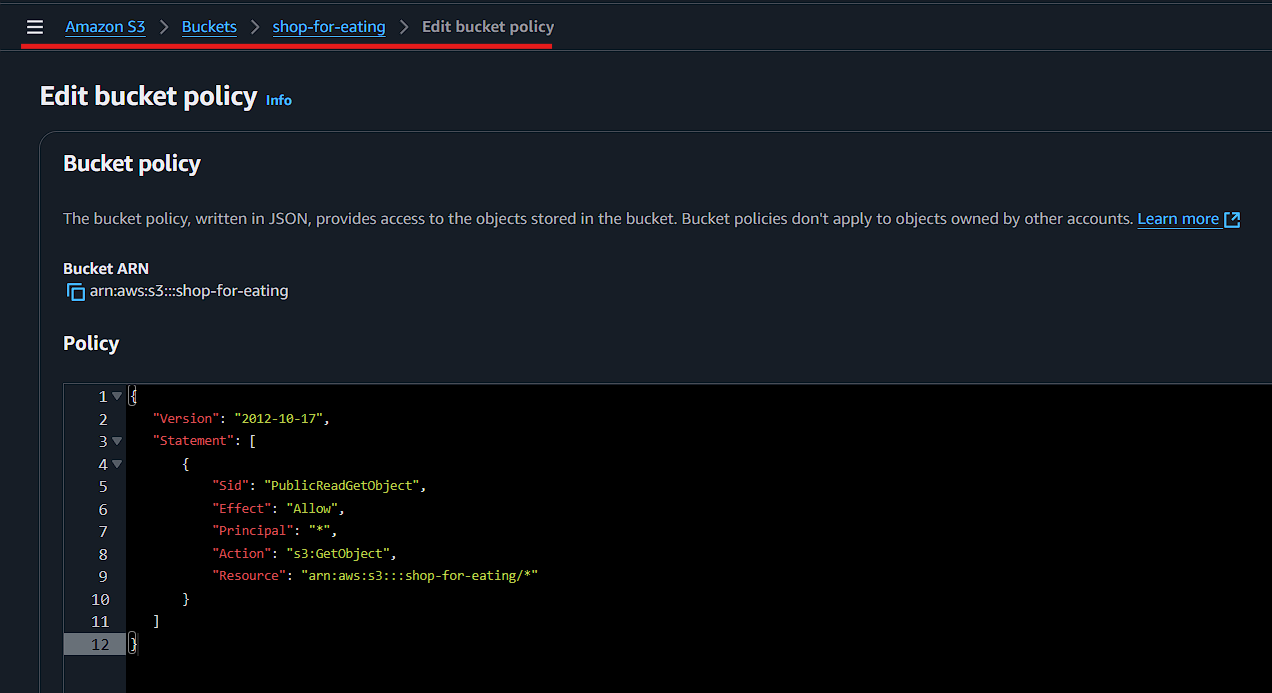 Amazon S3 > Buckets > shop-for-eating > Edit bucket policy
Edit bucket policy Info
Bucket policy
The bucket policy, written in JSON, provides access to the objects stored in the bucket. Bucket policies don't apply to objects owned by other accounts. Learn more
Bucket ARN
arn:aws:s3:::shop-for-eating
Policy
1 {
2 "Version": "2012-10-17",
3 "Statement": [
4 {
5 "Sid": "PublicReadGetObject",
6 "Effect": "Allow",
7 "Principal": "*",
8 "Action": "s3:GetObject",
9 "Resource": "arn:aws:s3:::shop-for-eating/*"
10 }
11 ]
12 }